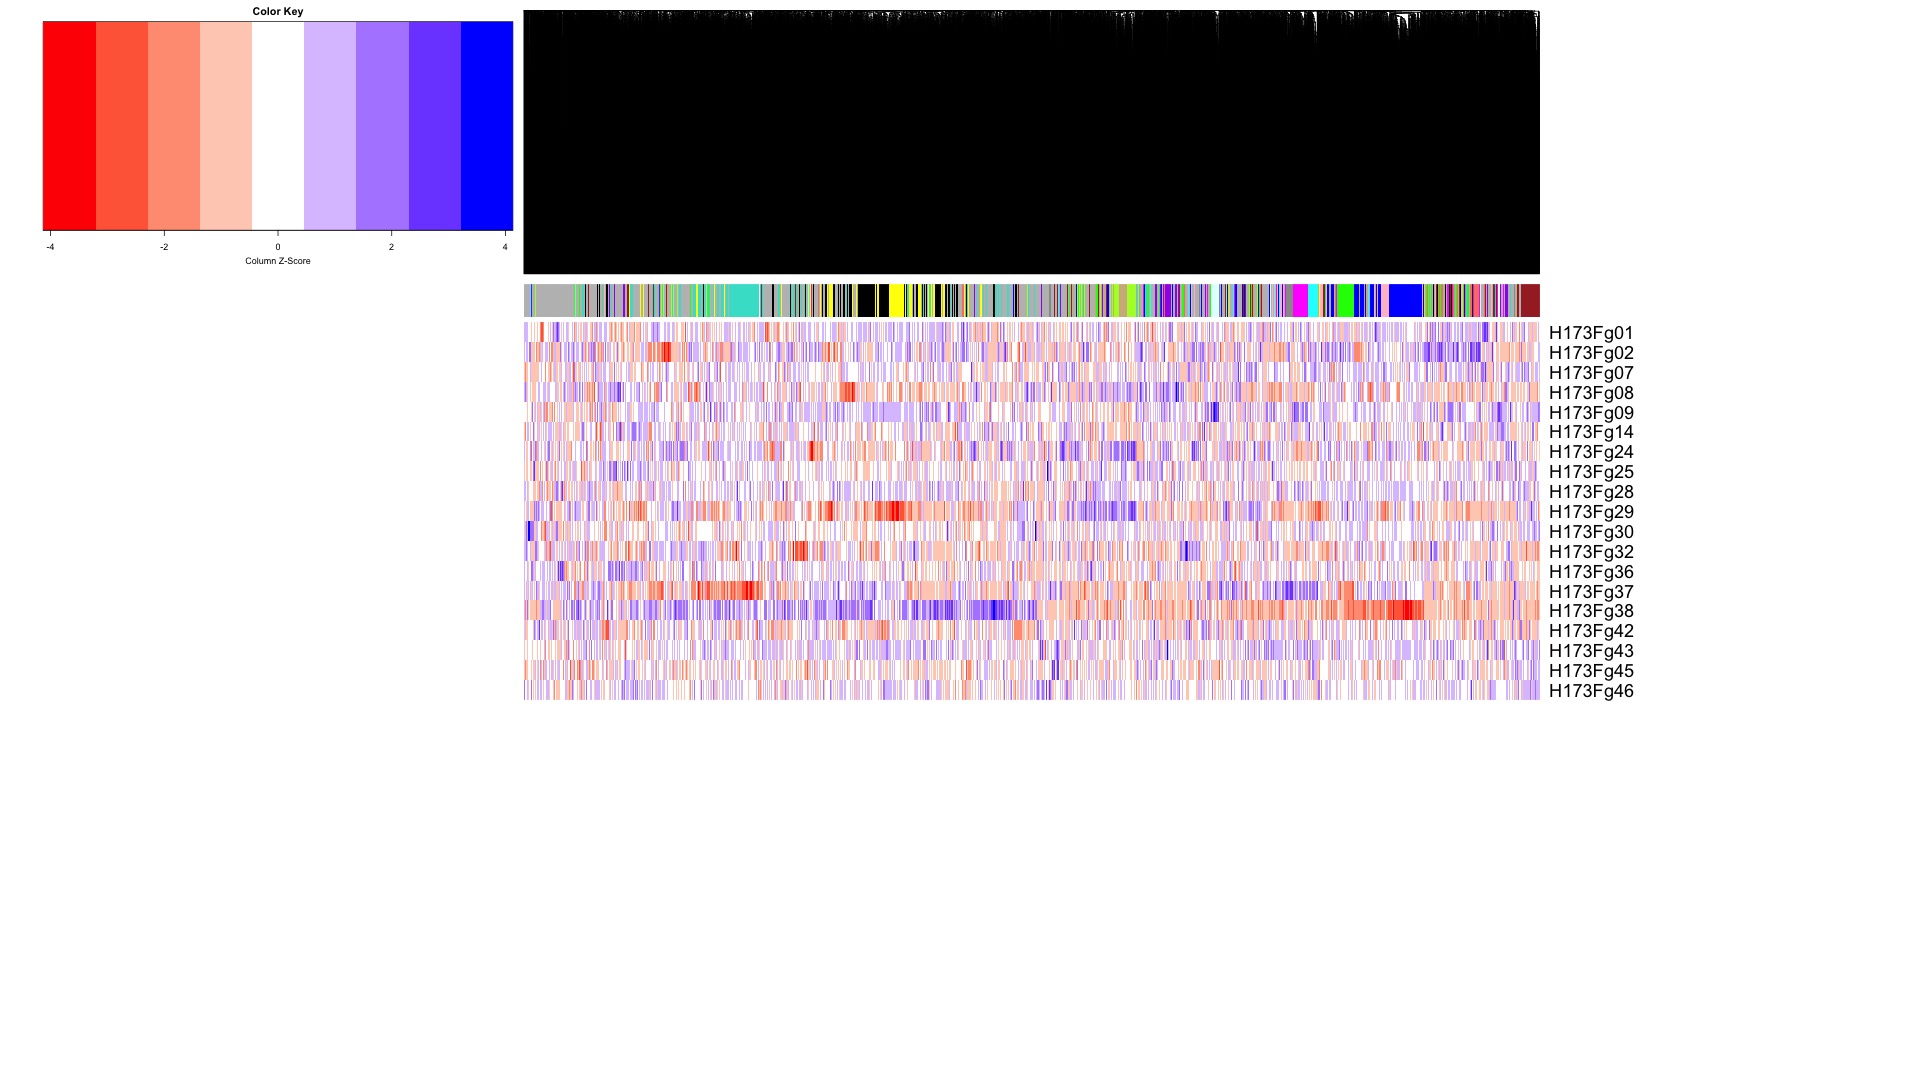 Color Key
-4 -2 0 2 4
Column Z-Score
H173Fg01
H173Fg02
H173Fg07
H173Fg08
H173Fg09
H173Fg14
H173Fg24
H173Fg25
H173Fg28
H173Fg29
H173Fg30
H173Fg32
H173Fg36
H173Fg37
H173Fg38
H173Fg42
H173Fg43
H173Fg45
H173Fg46